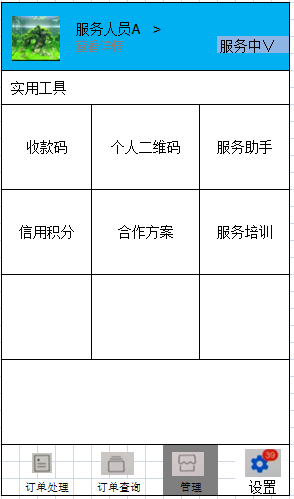 服务人员A >
服务中∨
实用工具
收款码 个人二维码 服务助手
信用积分 合作方案 服务培训
39
订单处理 订单查询 管理 设置